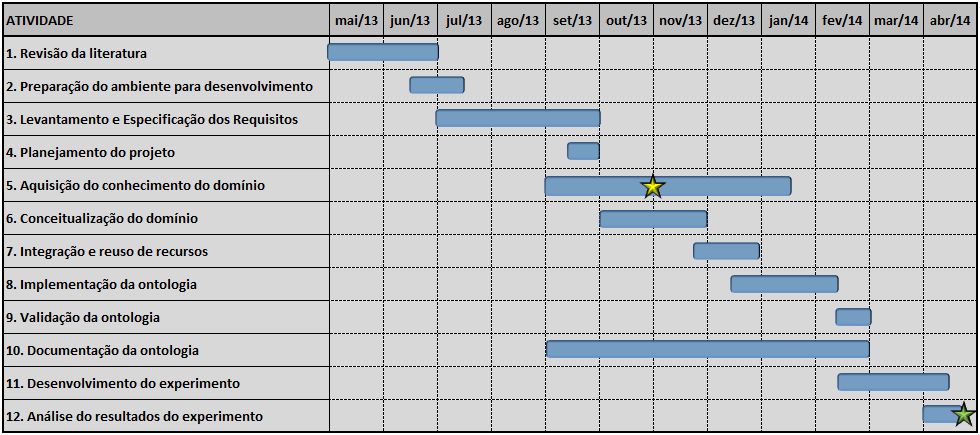 ATIVIDADE mai/13 jun/13 jul/13 ago/13 set/13 out/13 nov/13 dez/13 jan/14 fev/14 mar/14 abr/14
1. Revisão da literatura
2. Preparação do ambiente para desenvolvimento
3. Levantamento e Especificação dos Requisitos
4. Planejamento do projeto
5. Aquisição do conhecimento do domínio
6. Conceitualização do domínio
7. Integração e reuso de recursos
8. Implementação da ontologia
9. Validação da ontologia
10. Documentação da ontologia
11. Desenvolvimento do experimento
12. Análise do resultados do experimento